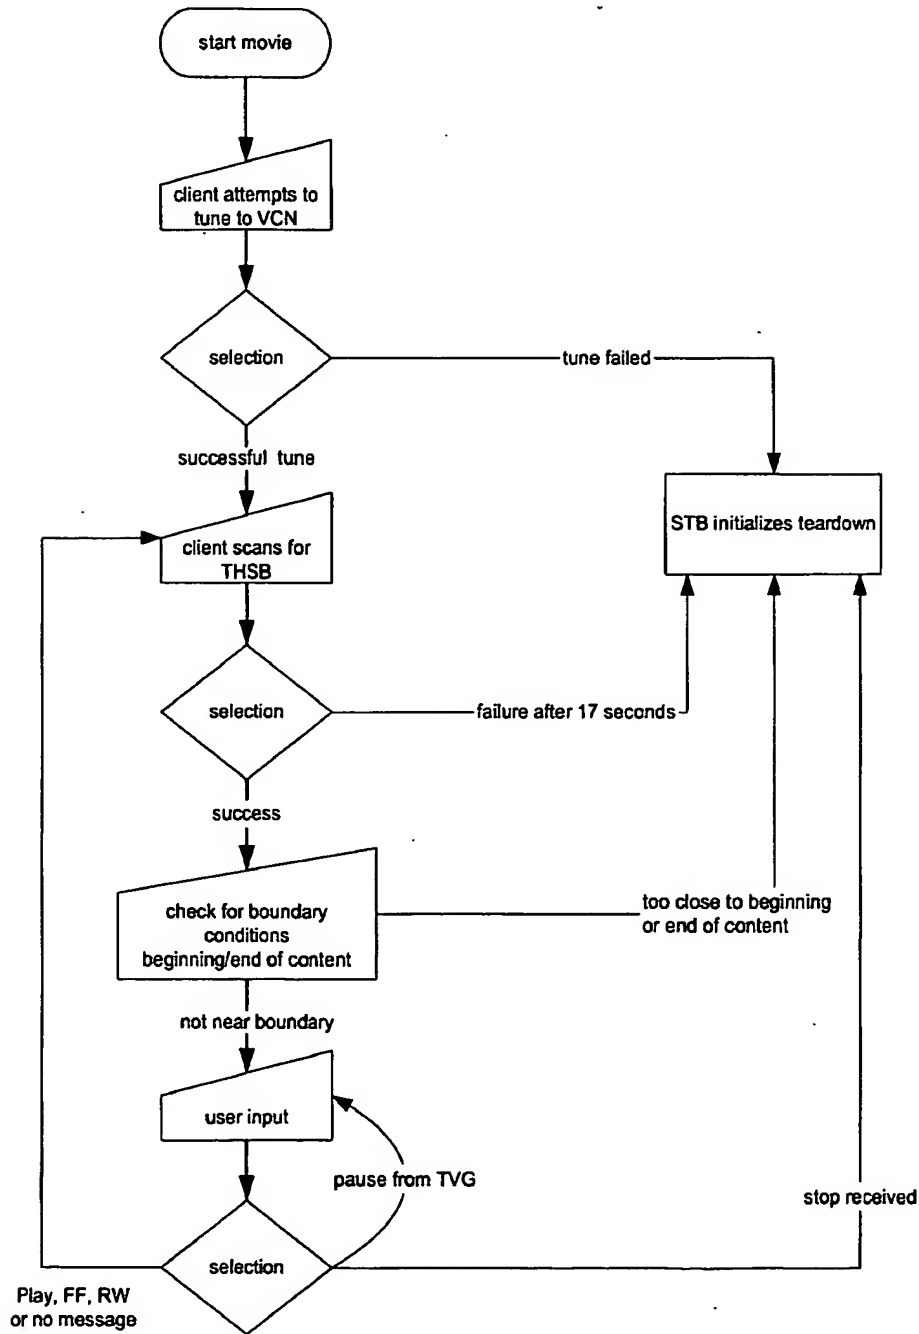 start movie
client attempts to
tune to VCN
selection
tune failed
successful tune
STB initializes teardown
client scans for
THSB
selection
failure after 17 seconds
success
check for boundary
conditions
beginning/end of content
too close to beginning
or end of content
not near boundary
user input
pause from TVG
stop received
selection
Play, FF, RW
or no message